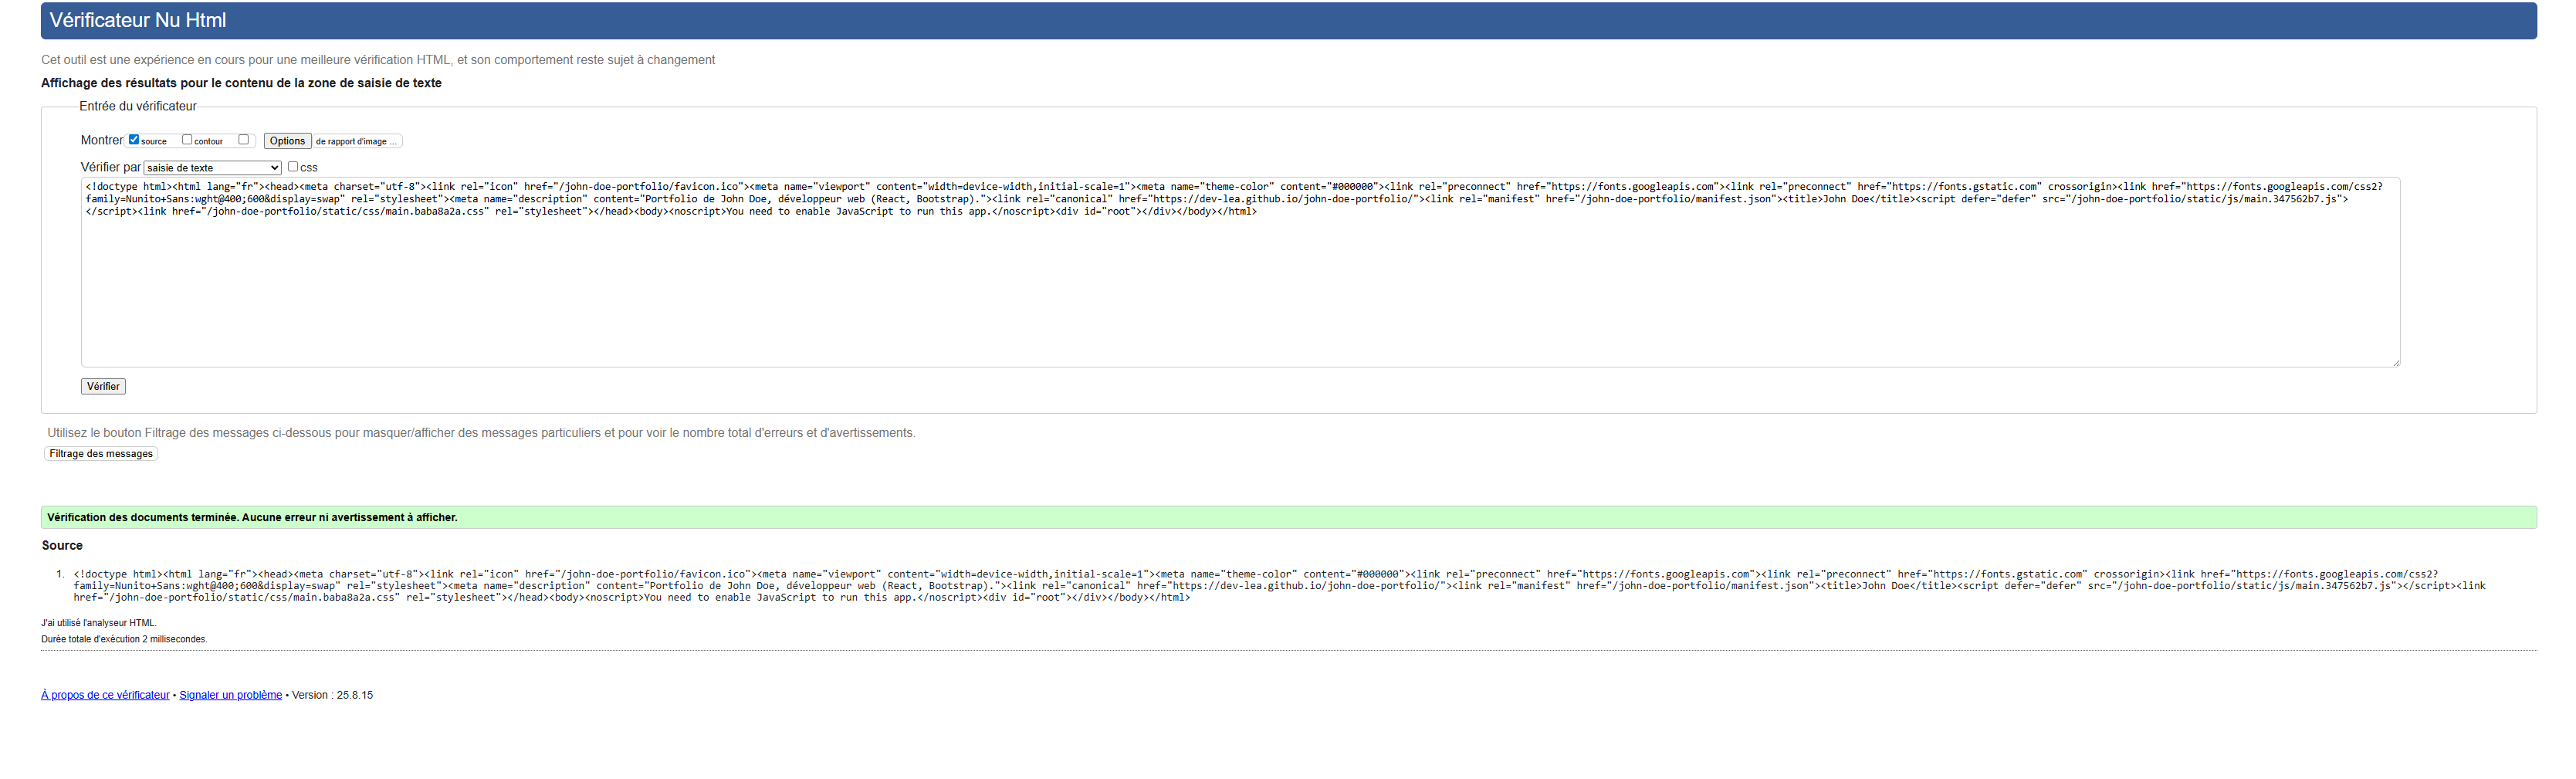 Vérificateur Nu Html
Cet outil est une expérience en cours pour une meilleure vérification HTML, et son comportement reste sujet à changement
Affichage des résultats pour le contenu de la zone de saisie de texte
Entrée du vérificateur
Montrer source contour Options de rapport d'image ...
Vérifier par saisie de texte css
<!doctype html><html lang="fr"><head><meta charset="utf-8"><link rel="icon" href="/john-doe-portfolio/favicon.ico"><meta name="viewport" content="width=device-width,initial-scale=1"><meta name="theme-color" content="#000000"><link rel="preconnect" href="https://fonts.googleapis.com"><link rel="preconnect" href="https://fonts.gstatic.com" crossorigin><link href="https://fonts.googleapis.com/css2?
family=Nunito+Sans:wght@400;600&display=swap" rel="stylesheet"><meta name="description" content="Portfolio de John Doe, développeur web (React, Bootstrap)."><link rel="canonical" href="https://dev-lea.github.io/john-doe-portfolio/"><link rel="manifest" href="/john-doe-portfolio/manifest.json"><title>John Doe</title><script defer="defer" src="/john-doe-portfolio/static/js/main.347562b7.js">
</script><link href="/john-doe-portfolio/static/css/main.baba8a2a.css" rel="stylesheet"></head><body><noscript>You need to enable JavaScript to run this app.</noscript><div id="root"></div></body></html>
Vérifier
Utilisez le bouton Filtrage des messages ci-dessous pour masquer/afficher des messages particuliers et pour voir le nombre total d'erreurs et d'avertissements.
Filtrage des messages
Vérification des documents terminée. Aucune erreur ni avertissement à afficher.
Source
1. <!doctype html><html lang="fr"><head><meta charset="utf-8"><link rel="icon" href="/john-doe-portfolio/favicon.ico"><meta name="viewport" content="width=device-width,initial-scale=1"><meta name="theme-color" content="#000000"><link rel="preconnect" href="https://fonts.googleapis.com"><link rel="preconnect" href="https://fonts.gstatic.com" crossorigin><link href="https://fonts.googleapis.com/css2?
family=Nunito+Sans:wght@400;600&display=swap" rel="stylesheet"><meta name="description" content="Portfolio de John Doe, développeur web (React, Bootstrap)."><link rel="canonical" href="https://dev-lea.github.io/john-doe-portfolio/"><link rel="manifest" href="/john-doe-portfolio/manifest.json"><title>John Doe</title><script defer="defer" src="/john-doe-portfolio/static/js/main.347562b7.js"></script><link
href="/john-doe-portfolio/static/css/main.baba8a2a.css" rel="stylesheet"></head><body><noscript>You need to enable JavaScript to run this app.</noscript><div id="root"></div></body></html>
J'ai utilisé l'analyseur HTML.
Durée totale d'exécution 2 millisecondes.
À propos de ce vérificateur • Signaler un problème • Version : 25.8.15